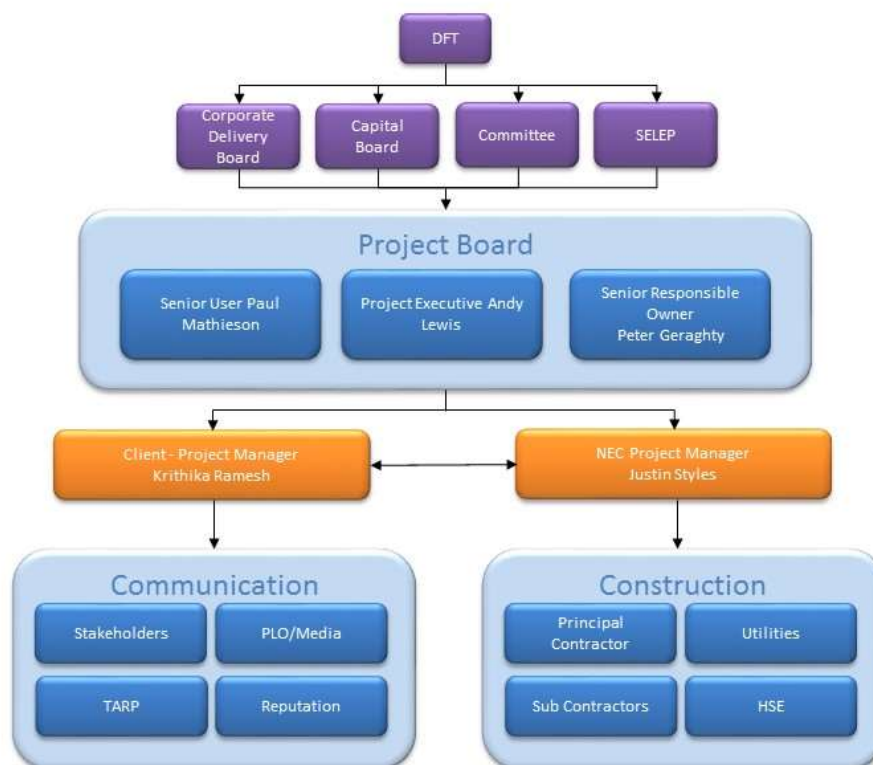 DFT
Corporate
Delivery
Board
Capital
Board
Committee
SELEP
Project Board
Senior User Paul
Mathieson
Project Executive Andy
Lewis
Senior Responsible
Owner
Peter Geraghty
Client - Project Manager
Krithika Ramesh
NEC Project Manager
Justin Styles
Communication
Stakeholders
PLO/Media
TARP
Reputation
Construction
Principal
Contractor
Utilities
Sub Contractors
HSE